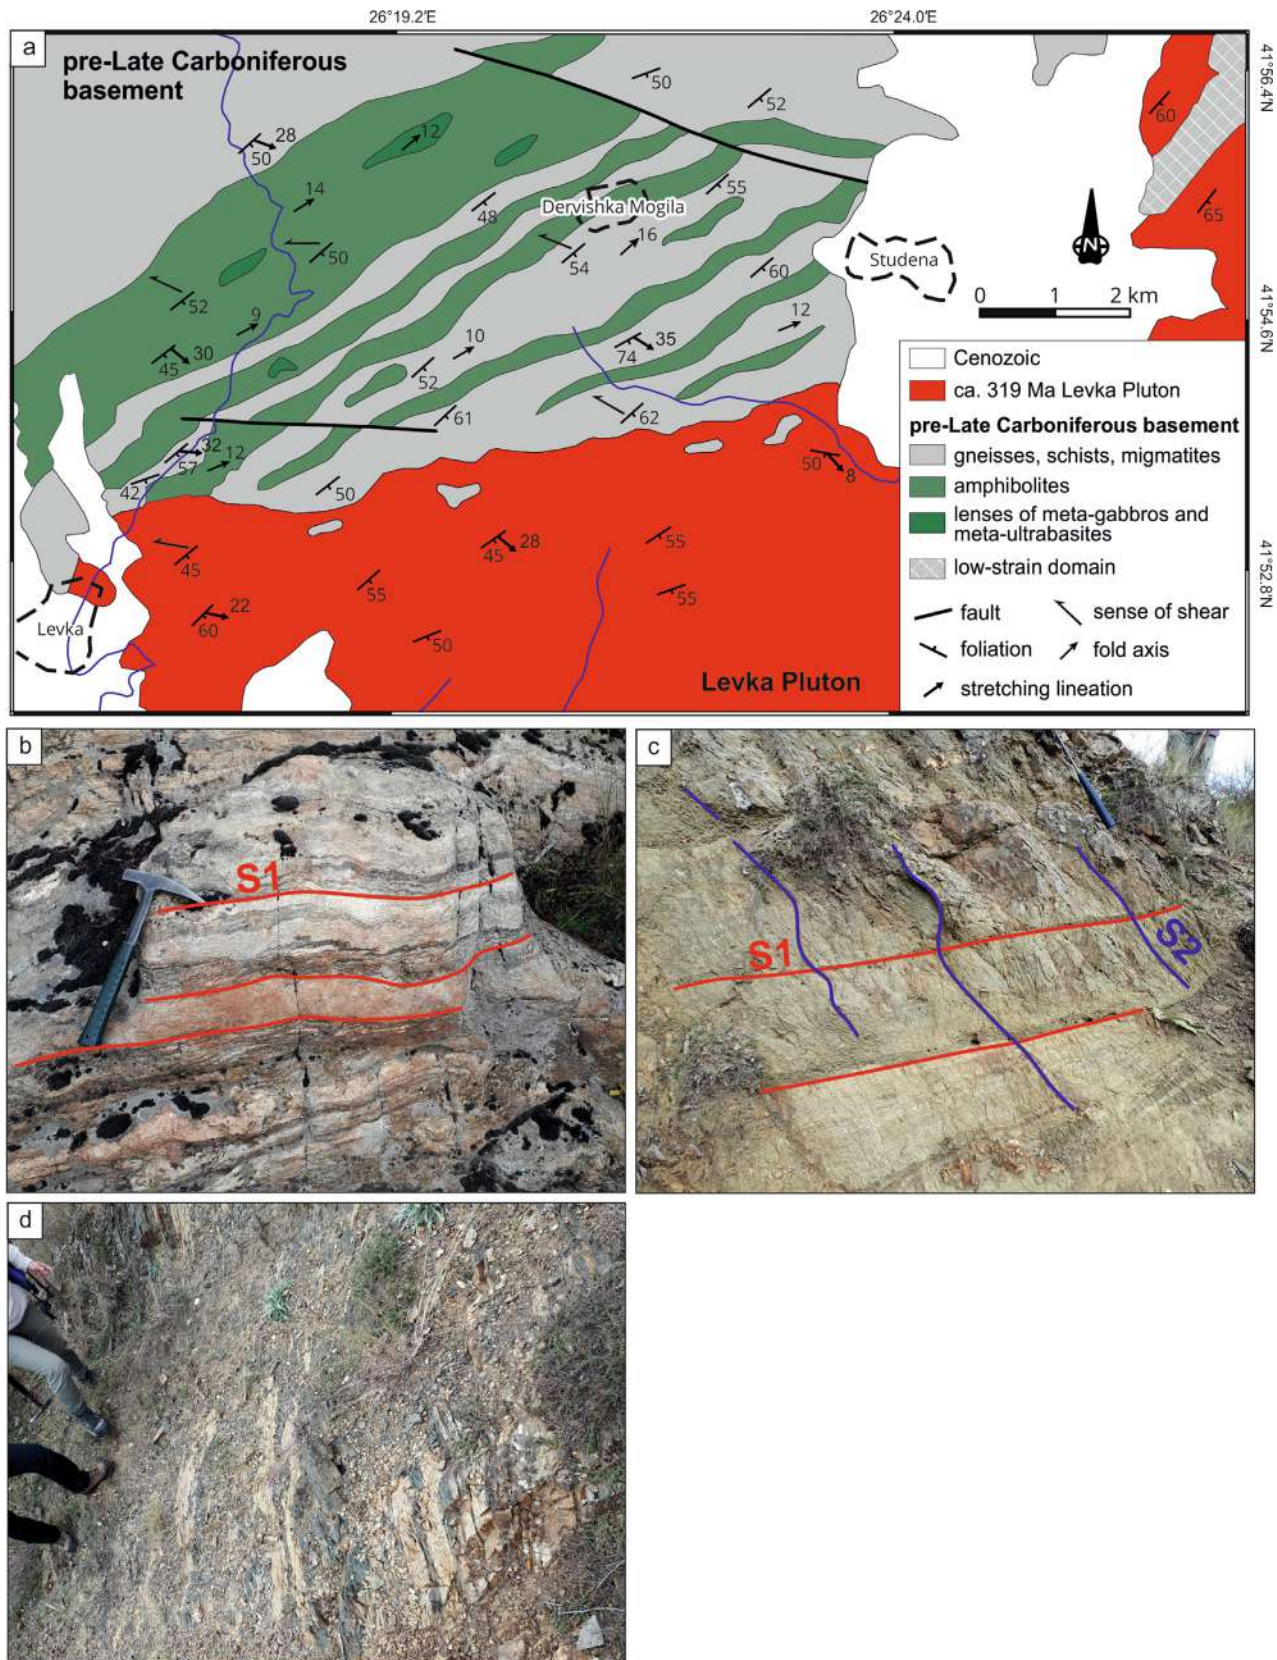 26°19.2'E
26°24.0'E
a
pre-Late Carboniferous
basement
41°56.4'N
41°54.6'N
41°52.8'N
50
52
60
28
50
12
14
48
55
65
Dervishka Mogila
16
50
54
60
Studena
52
9
12
0 1 2 km
30
45
10
35
74
52
61
62
32
57
12
42
50
50
8
45
28
45
55
55
22
60
55
50
Levka
Levka Pluton
Cenozoic
ca. 319 Ma Levka Pluton
pre-Late Carboniferous basement
gneisses, schists, migmatites
amphibolites
lenses of meta-gabbros and
meta-ultrabasites
low-strain domain
fault
sense of shear
foliation
fold axis
stretching lineation
N
b
S1
c
S1
S2
d